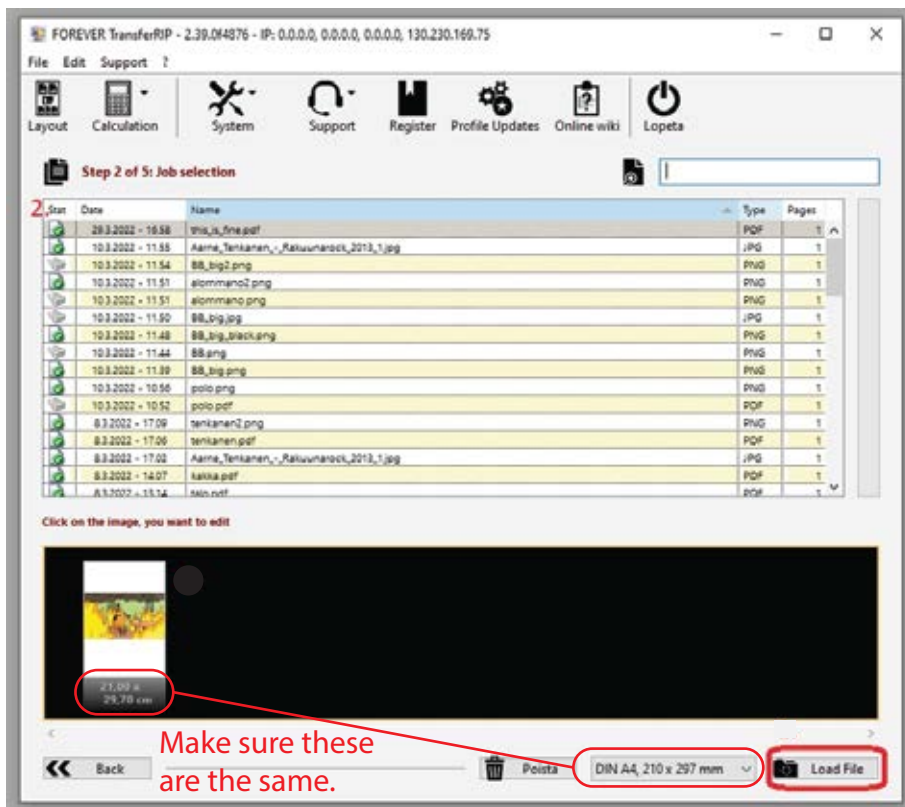 FOREVER TransferRIP - 2.39.0f4876 - IP: 0.0.0.0, 0.0.0.0, 0.0.0.0, 130.230.169.75
File Edit Support ?
Layout Calculation System Support Register Profile Updates Online wiki Lopeta
Step 2 of 5: Job selection
2. Stat Date Name Type Pages
29.3.2022 - 16.58 this_is_fine.pdf PDF 1
10.3.2022 - 11.55 Aarne_Tenkanen_-_Rakuunarock_2013_1.jpg JPG 1
10.3.2022 - 11.54 BB_big2.png PNG 1
10.3.2022 - 11.51 alommano2.png PNG 1
10.3.2022 - 11.51 alommano.png PNG 1
10.3.2022 - 11.50 BB_big.jpg JPG 1
10.3.2022 - 11.48 BB_big_black.png PNG 1
10.3.2022 - 11.44 BB.png PNG 1
10.3.2022 - 11.39 BB_big.png PNG 1
10.3.2022 - 10.56 polo.png PNG 1
10.3.2022 - 10.52 polo.pdf PDF 1
8.3.2022 - 17.09 tenkanen2.png PNG 1
8.3.2022 - 17.06 tenkanen.pdf PDF 1
8.3.2022 - 17.02 Aarne_Tenkanen_-_Rakuunarock_2013_1.jpg JPG 1
8.3.2022 - 14.07 kakka.pdf PDF 1
8.3.2022 - 13.14 talo.pdf PDF 1
Click on the image, you want to edit
21,00 x
29,70 cm
Make sure these
are the same.
Back Poista DIN A4, 210 x 297 mm Load File